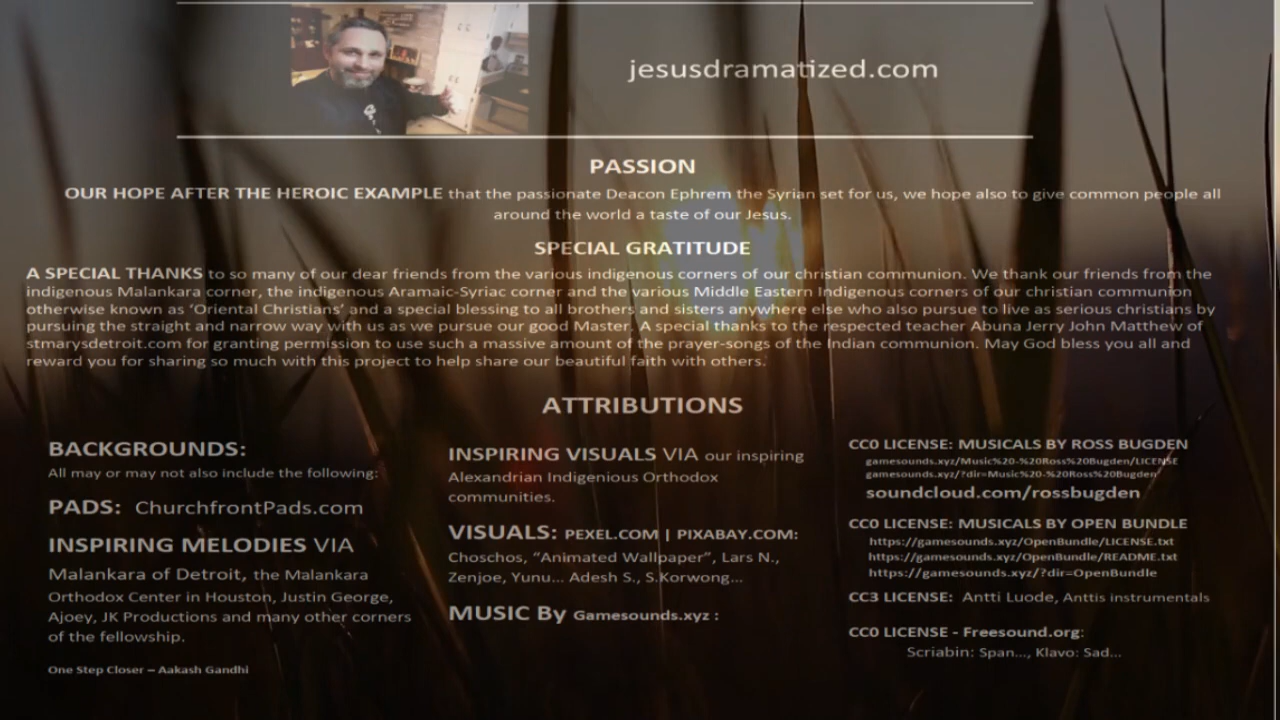 jesusdramatized.com
PASSION
OUR HOPE AFTER THE HEROIC EXAMPLE that the passionate Deacon Ephrem the Syrian set for us, we hope also to give common people all
around the world a taste of our Jesus.
SPECIAL GRATITUDE
A SPECIAL THANKS to so many of our dear friends from the various indigenous corners of our christian communion. We thank our friends from the
indigenous Malankara corner, the indigenous Aramaic-Syriac corner and the various Middle Eastern Indigenous corners of our christian communion
otherwise known as ‘Oriental Christians’ and a special blessing to all brothers and sisters anywhere else who also pursue to live as serious christians by
pursuing the straight and narrow way with us as we pursue our good Master. A special thanks to the respected teacher Abuna Jerry John Matthew of
stmarysdetroit.com for granting permission to use such a massive amount of the prayer-songs of the Indian communion. May God bless you all and
reward you for sharing so much with this project to help share our beautiful faith with others.
ATTRIBUTIONS
BACKGROUNDS:
All may or may not also include the following:
PADS: ChurchfrontPads.com
INSPIRING MELODIES VIA
Malankara of Detroit, the Malankara
Orthodox Center in Houston, Justin George,
Ajoey, JK Productions and many other corners
of the fellowship.
One Step Closer – Aakash Gandhi
INSPIRING VISUALS VIA our inspiring
Alexandrian Indigenious Orthodox
communities.
VISUALS: PEXEL.COM | PIXABAY.COM:
Choschos, “Animated Wallpaper”, Lars N.,
Zenjoe, Yunu... Adesh S., S.Korwong...
MUSIC By Gamesounds.xyz :
CC0 LICENSE: MUSICALS BY ROSS BUGDEN
gamesounds.xyz/Music%20-%20Ross%20Bugden/LICENSE
gamesounds.xyz/?dir=Music%20-%20Ross%20Bugden
soundcloud.com/rossbugden
CC0 LICENSE: MUSICALS BY OPEN BUNDLE
https://gamesounds.xyz/OpenBundle/LICENSE.txt
https://gamesounds.xyz/OpenBundle/README.txt
https://gamesounds.xyz/?dir=OpenBundle
CC3 LICENSE: Antti Luode, Anttis instrumentals
CC0 LICENSE - Freesound.org:
Scriabin: Span..., Klavo: Sad...